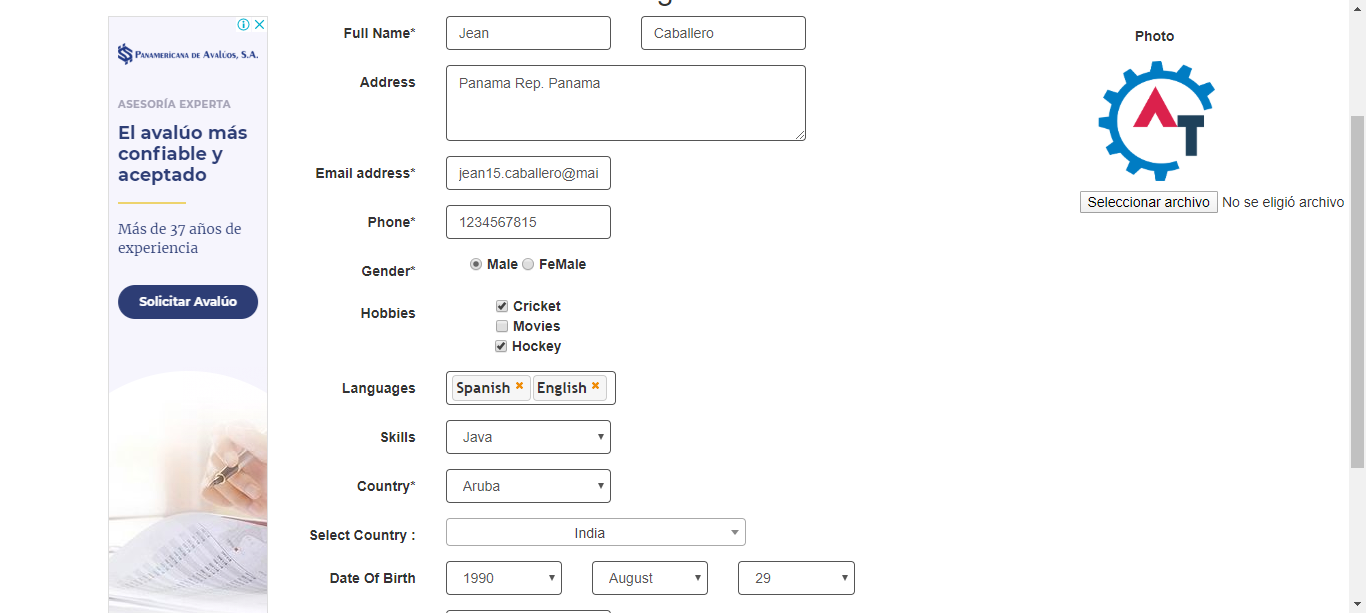 PANAMERICANA DE AVALÚOS, S.A.
ASESORÍA EXPERTA
El avalúo más
confiable y
aceptado
Más de 37 años de
experiencia
Solicitar Avalúo
Full Name* Jean Caballero
Address Panama Rep. Panama
Email address* jean15.caballero@mai
Phone* 1234567815
Gender* Male FeMale
Hobbies Cricket
Movies
Hockey
Languages Spanish English
Skills Java
Country* Aruba
Select Country : India
Date Of Birth 1990 August 29
Photo
AT
Seleccionar archivo No se eligió archivo